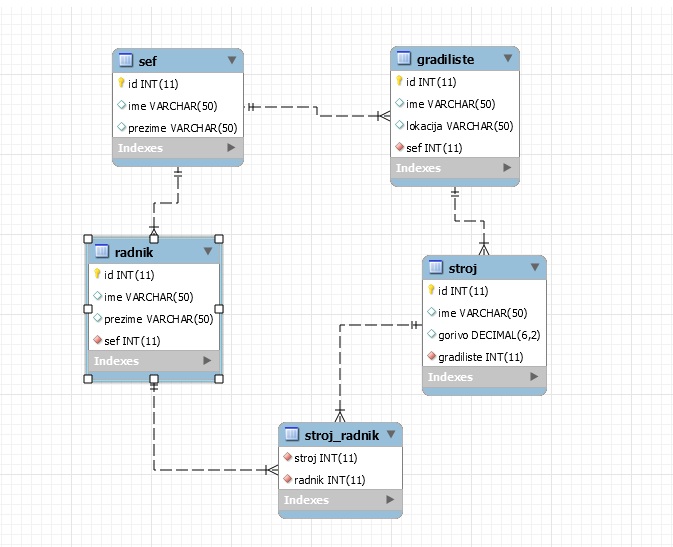 sef
id INT(11)
ime VARCHAR(50)
prezime VARCHAR(50)
Indexes
gradiliste
id INT(11)
ime VARCHAR(50)
lokacija VARCHAR(50)
sef INT(11)
Indexes
radnik
id INT(11)
ime VARCHAR(50)
prezime VARCHAR(50)
sef INT(11)
Indexes
stroj
id INT(11)
ime VARCHAR(50)
gorivo DECIMAL(6,2)
gradiliste INT(11)
Indexes
stroj_radnik
stroj INT(11)
radnik INT(11)
Indexes